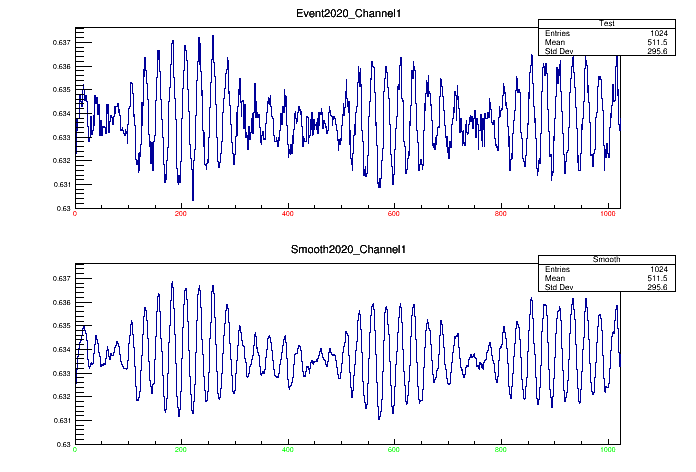 Event2020_Channel1
Test
Entries 1024
Mean 511.5
Std Dev 295.6
0.637
0.636
0.635
0.634
0.633
0.632
0.631
0.63
0 200 400 600 800 1000
Smooth2020_Channel1
Smooth
Entries 1024
Mean 511.5
Std Dev 295.6
0.637
0.636
0.635
0.634
0.633
0.632
0.631
0.63
0 200 400 600 800 1000